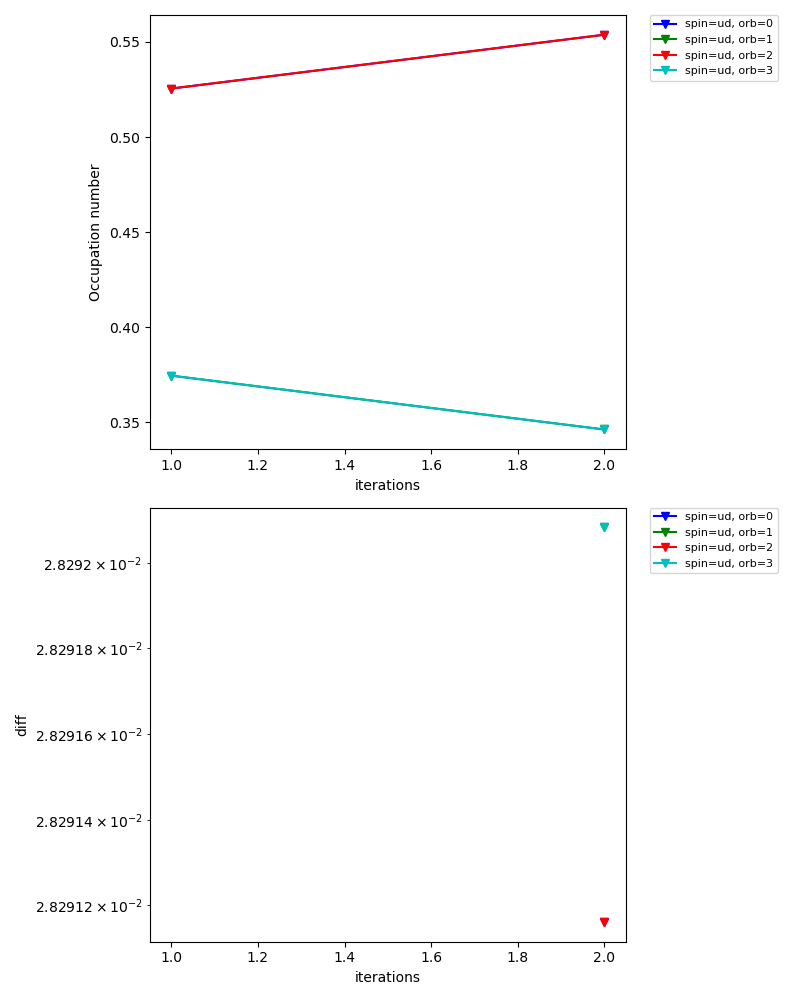 0.55
0.50
0.45
0.40
0.35
Occupation number
1.0 1.2 1.4 1.6 1.8 2.0
iterations
spin=ud, orb=0
spin=ud, orb=1
spin=ud, orb=2
spin=ud, orb=3
2.8292 × 10⁻²
2.82918 × 10⁻²
2.82916 × 10⁻²
2.82914 × 10⁻²
2.82912 × 10⁻²
diff
1.0 1.2 1.4 1.6 1.8 2.0
iterations
spin=ud, orb=0
spin=ud, orb=1
spin=ud, orb=2
spin=ud, orb=3